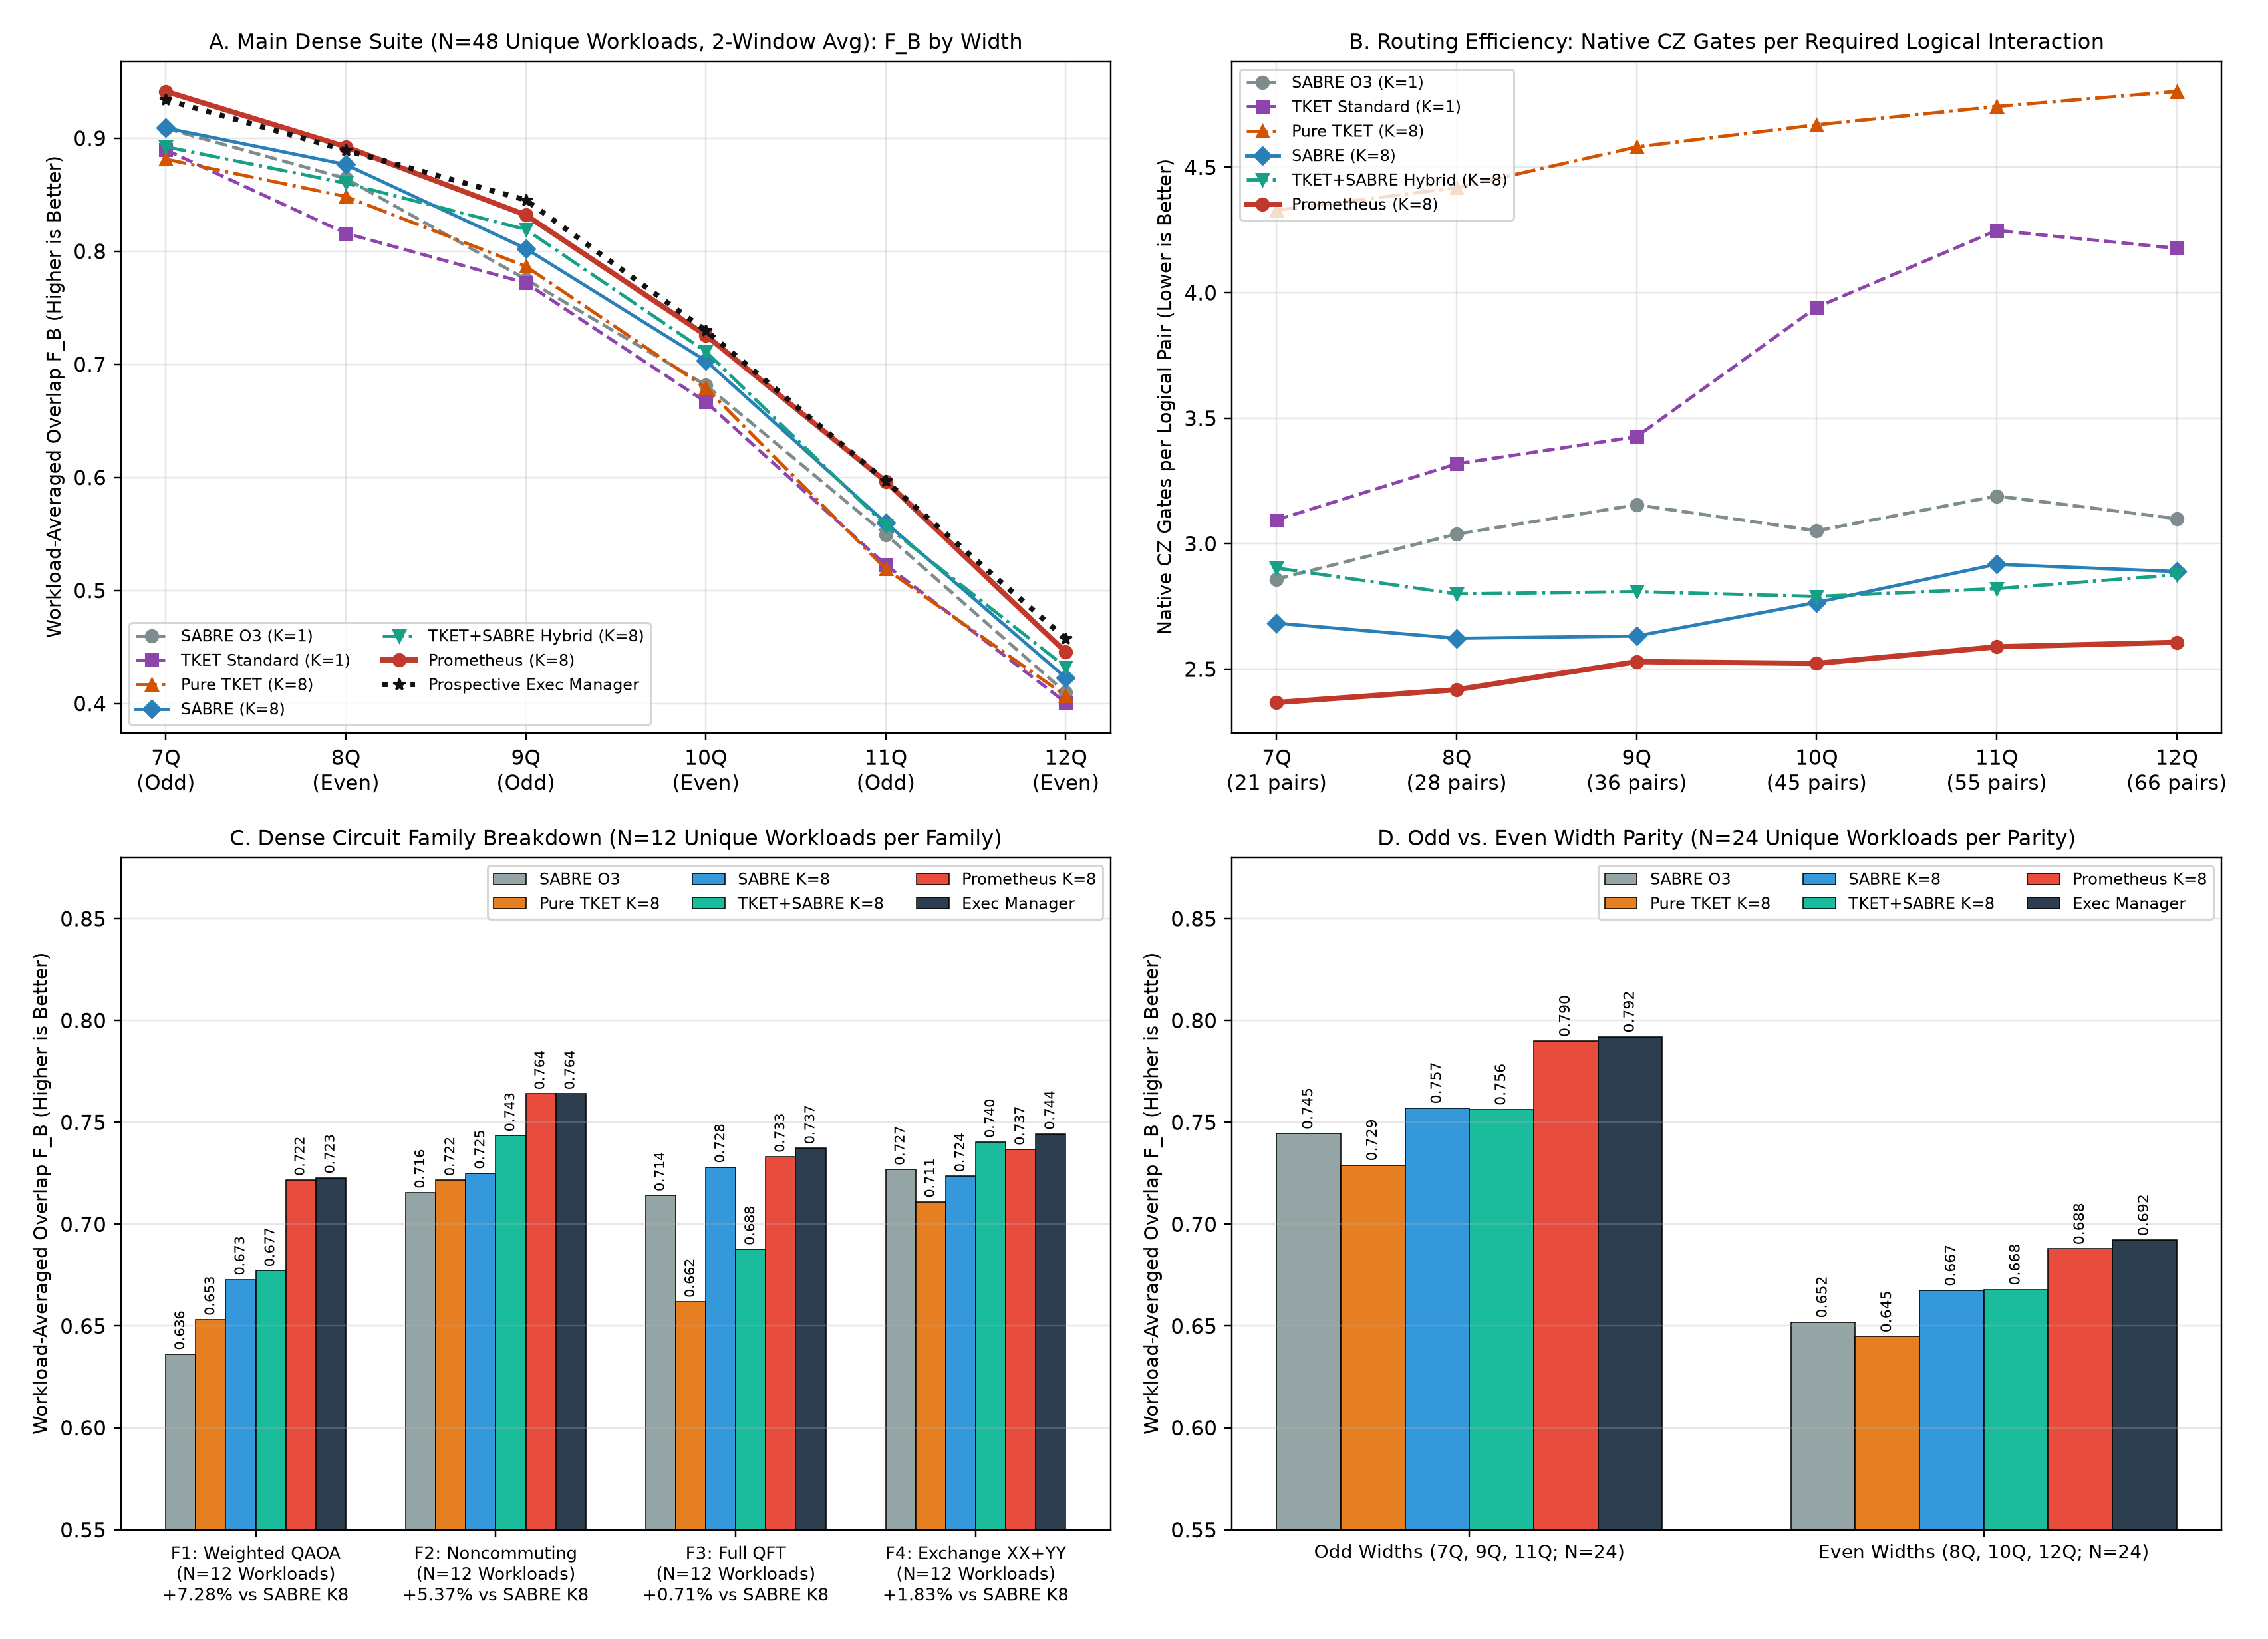 A. Main Dense Suite (N=48 Unique Workloads, 2-Window Avg): F_B by Width
Workload-Averaged Overlap F_B (Higher is Better)
0.9
0.8
0.7
0.6
0.5
0.4
SABRE O3 (K=1)
TKET Standard (K=1)
Pure TKET (K=8)
SABRE (K=8)
TKET+SABRE Hybrid (K=8)
Prometheus (K=8)
Prospective Exec Manager
7Q 8Q 9Q 10Q 11Q 12Q
(Odd) (Even) (Odd) (Even) (Odd) (Even)
B. Routing Efficiency: Native CZ Gates per Required Logical Interaction
Native CZ Gates per Logical Pair (Lower is Better)
4.5
4.0
3.5
3.0
2.5
SABRE O3 (K=1)
TKET Standard (K=1)
Pure TKET (K=8)
SABRE (K=8)
TKET+SABRE Hybrid (K=8)
Prometheus (K=8)
7Q 8Q 9Q 10Q 11Q 12Q
(21 pairs) (28 pairs) (36 pairs) (45 pairs) (55 pairs) (66 pairs)
C. Dense Circuit Family Breakdown (N=12 Unique Workloads per Family)
Workload-Averaged Overlap F_B (Higher is Better)
0.85
0.80
0.75
0.70
0.65
0.60
0.55
SABRE O3 SABRE K=8 Prometheus K=8
Pure TKET K=8 TKET+SABRE K=8 Exec Manager
0.636 0.653 0.673 0.677 0.722 0.723
0.716 0.722 0.725 0.743 0.764 0.764
0.714 0.662 0.728 0.688 0.733 0.737
0.727 0.711 0.724 0.740 0.737 0.744
F1: Weighted QAOA F2: Noncommuting F3: Full QFT F4: Exchange XX+YY
(N=12 Workloads) (N=12 Workloads) (N=12 Workloads) (N=12 Workloads)
+7.28% vs SABRE K8 +5.37% vs SABRE K8 +0.71% vs SABRE K8 +1.83% vs SABRE K8
D. Odd vs. Even Width Parity (N=24 Unique Workloads per Parity)
Workload-Averaged Overlap F_B (Higher is Better)
0.85
0.80
0.75
0.70
0.65
0.60
0.55
SABRE O3 SABRE K=8 Prometheus K=8
Pure TKET K=8 TKET+SABRE K=8 Exec Manager
0.745 0.729 0.757 0.756 0.790 0.792
0.652 0.645 0.667 0.668 0.688 0.692
Odd Widths (7Q, 9Q, 11Q; N=24) Even Widths (8Q, 10Q, 12Q; N=24)